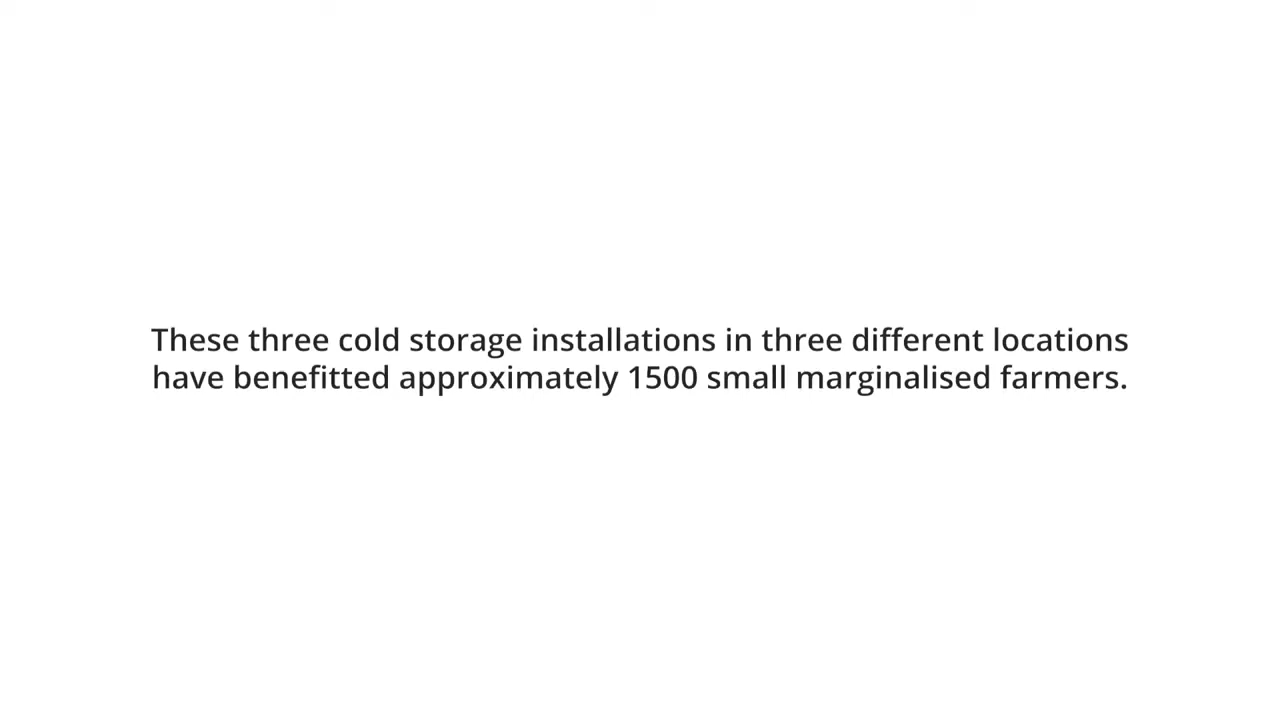 These three cold storage installations in three different locations
have benefitted approximately 1500 small marginalised farmers.